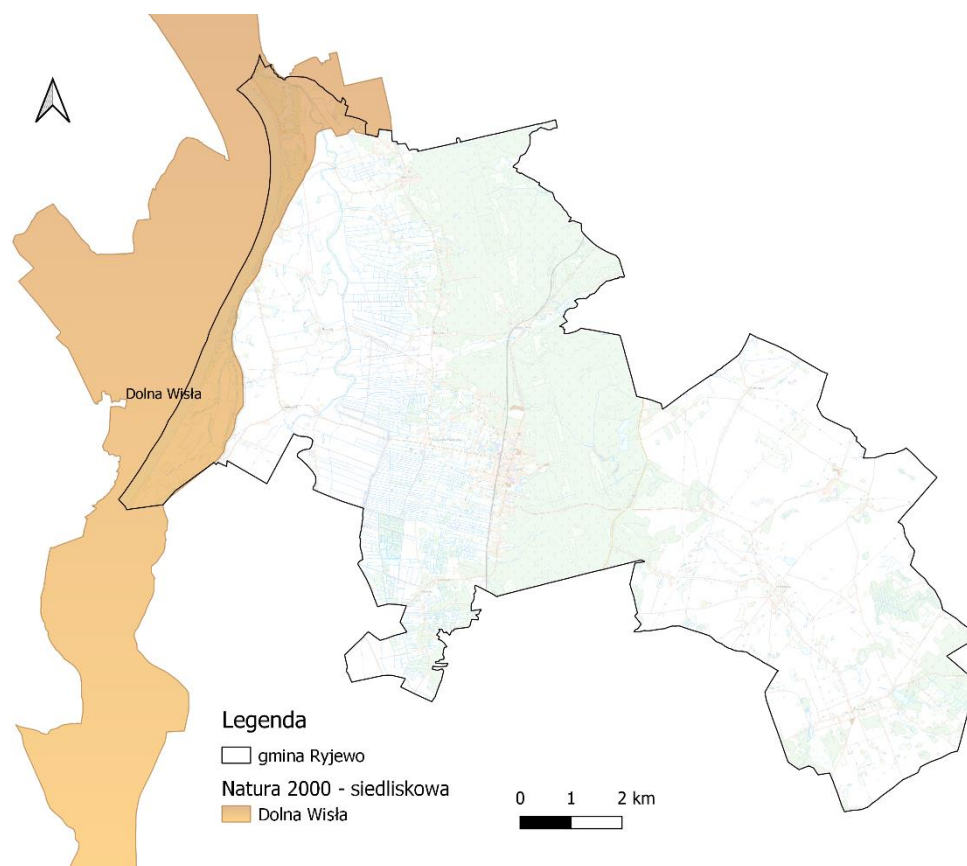 Dolna Wisła
Legenda
gmina Ryjewo
Natura 2000 - siedliskowa
Dolna Wisła
0 1 2 km